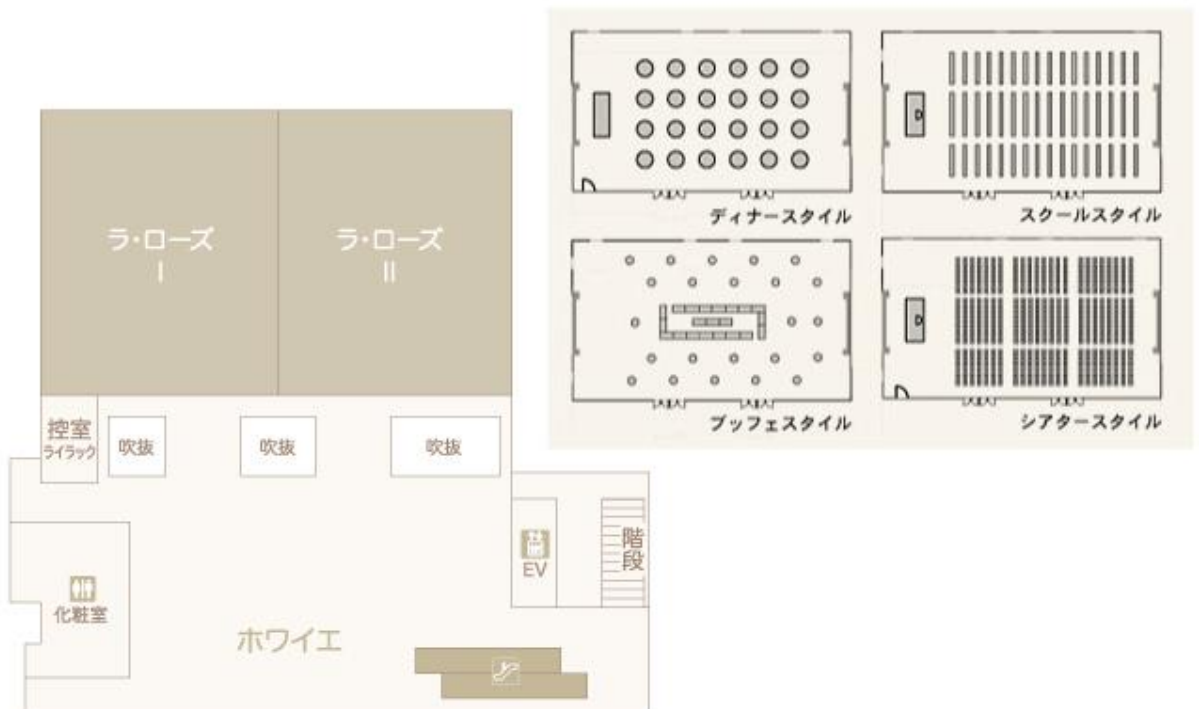 ディナースタイル
スクールスタイル
ブッフェスタイル
シアタースタイル
ラ・ローズ
I
ラ・ローズ
II
控室
ライラック
吹抜
吹抜
吹抜
EV
階段
化粧室
ホワイエ